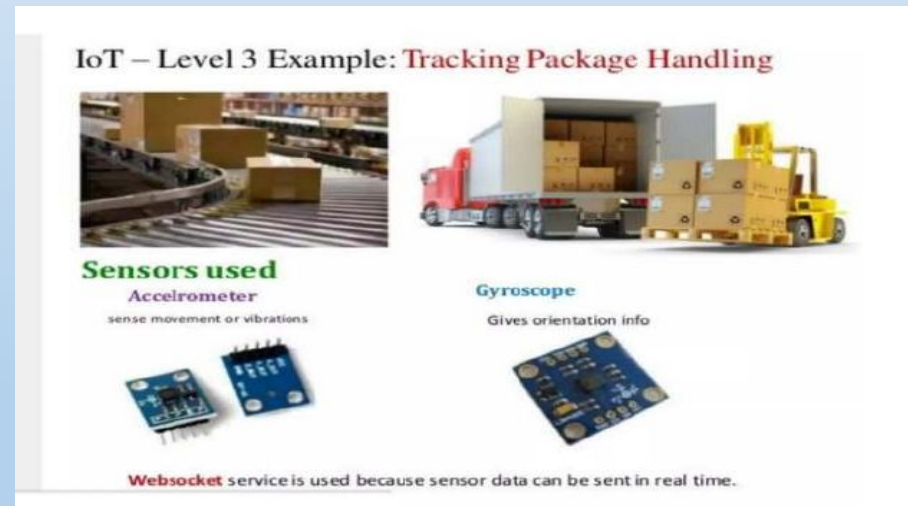 IoT – Level 3 Example: Tracking Package Handling
Sensors used
Accelrometer
sense movement or vibrations
Gyroscope
Gives orientation info
Websocket service is used because sensor data can be sent in real time.